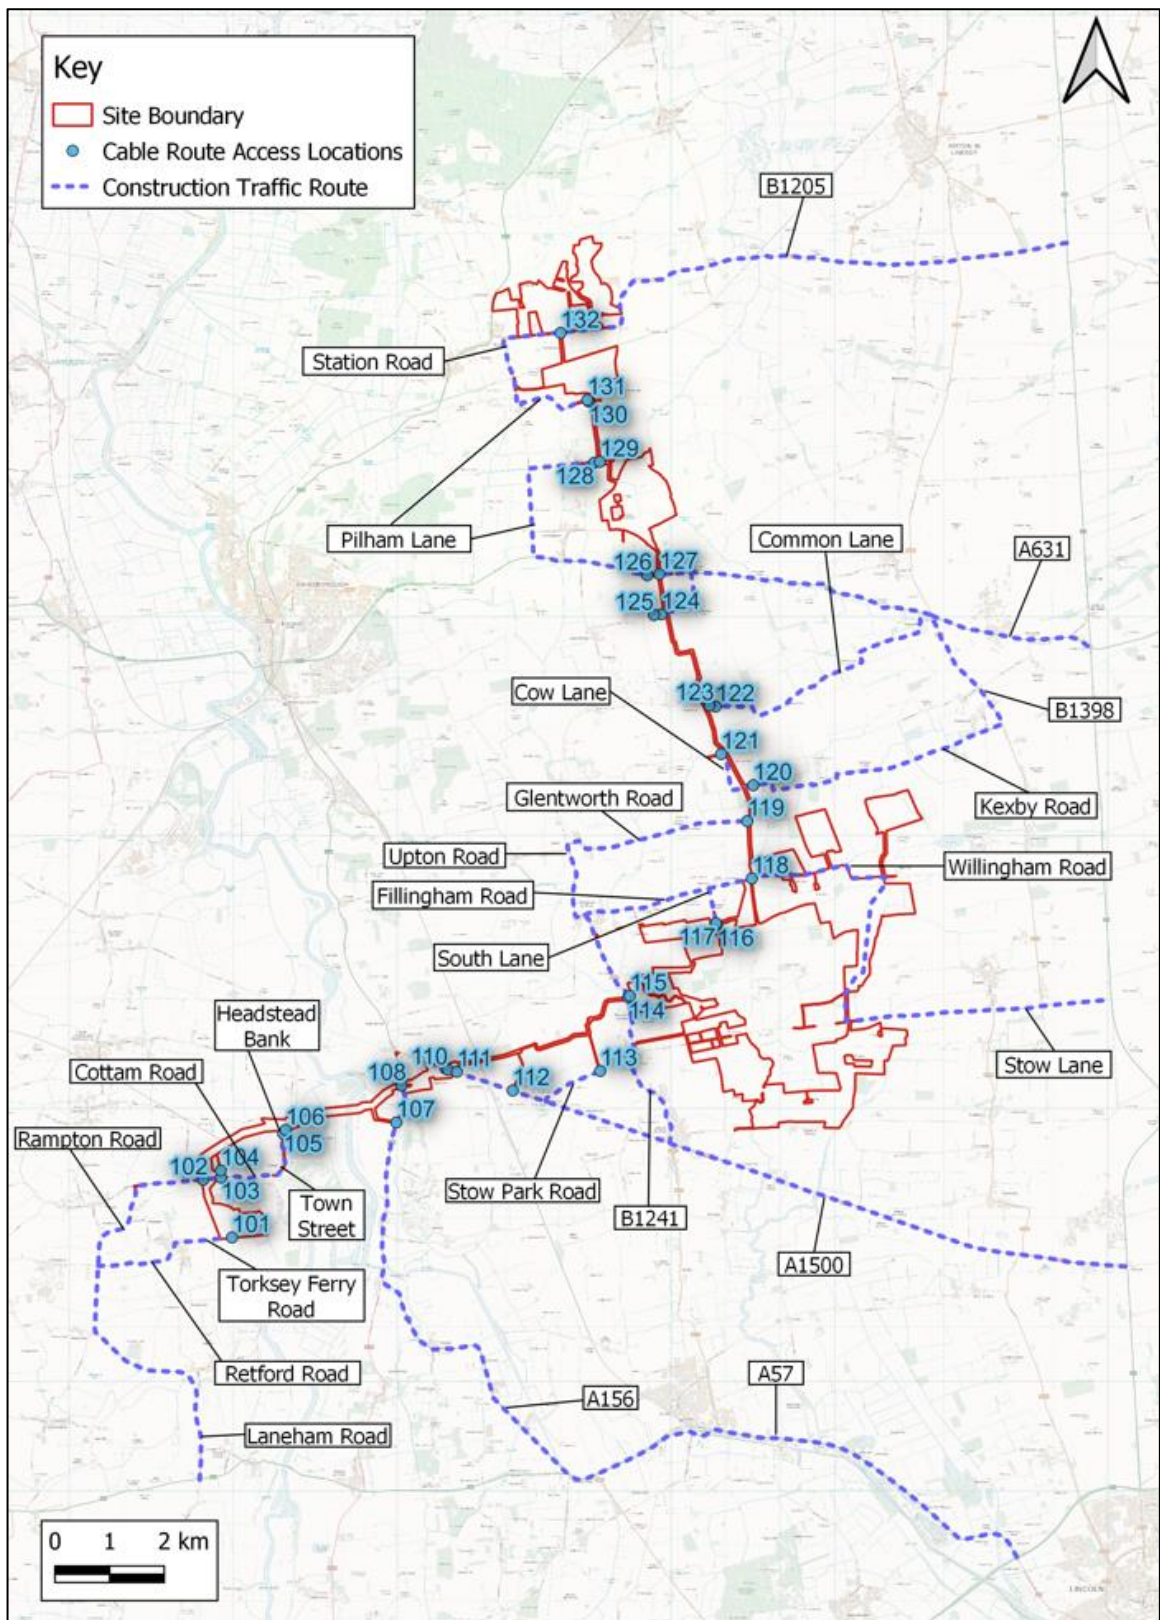 Key
Site Boundary
Cable Route Access Locations
Construction Traffic Route
B1205
132
Station Road
131
130
129
128
Pilham Lane
Common Lane
A631
126 127
125 124
Cow Lane
123 122
B1398
121
120
Glentworth Road
Kexby Road
119
Upton Road
118
Willingham Road
Fillingham Road
South Lane
117 116
115
114
Headstead
Bank
Stow Lane
Cottam Road
110 111
113
108
112
107
Rampton Road
106
105
104
102
103
Town
Street
Stow Park Road
B1241
101
A1500
Torksey Ferry
Road
Retford Road
A57
A156
Laneham Road
0 1 2 km
LINCOLN